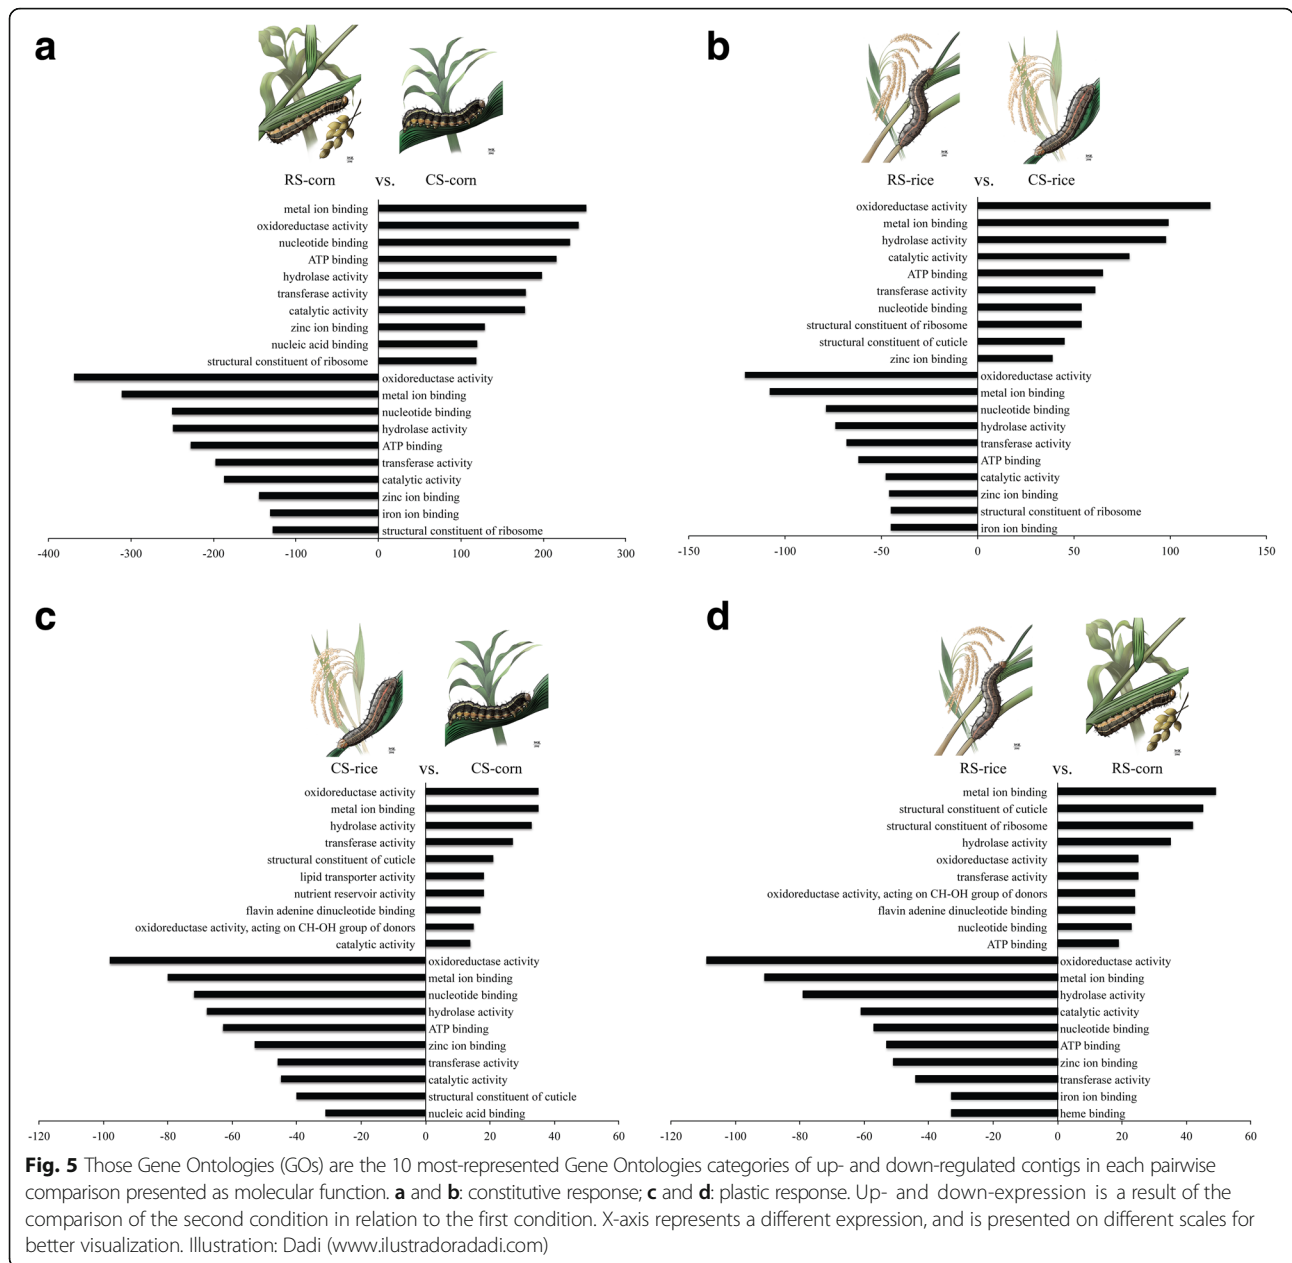 a
RS-corn vs. CS-corn
metal ion binding
oxidoreductase activity
nucleotide binding
ATP binding
hydrolase activity
transferase activity
catalytic activity
zinc ion binding
nucleic acid binding
structural constituent of ribosome
oxidoreductase activity
metal ion binding
nucleotide binding
hydrolase activity
ATP binding
transferase activity
catalytic activity
zinc ion binding
iron ion binding
structural constituent of ribosome
-400 -300 -200 -100 0 100 200 300
b
RS-rice vs. CS-rice
oxidoreductase activity
metal ion binding
hydrolase activity
catalytic activity
ATP binding
transferase activity
nucleotide binding
structural constituent of ribosome
structural constituent of cuticle
zinc ion binding
oxidoreductase activity
metal ion binding
nucleotide binding
hydrolase activity
transferase activity
ATP binding
catalytic activity
zinc ion binding
structural constituent of ribosome
iron ion binding
-150 -100 -50 0 50 100 150
c
CS-rice vs. CS-corn
oxidoreductase activity
metal ion binding
hydrolase activity
transferase activity
structural constituent of cuticle
lipid transporter activity
nutrient reservoir activity
flavin adenine dinucleotide binding
oxidoreductase activity, acting on CH-OH group of donors
catalytic activity
oxidoreductase activity
metal ion binding
nucleotide binding
hydrolase activity
ATP binding
zinc ion binding
transferase activity
catalytic activity
structural constituent of cuticle
nucleic acid binding
-120 -100 -80 -60 -40 -20 0 20 40 60
d
RS-rice vs. RS-corn
metal ion binding
structural constituent of cuticle
structural constituent of ribosome
hydrolase activity
oxidoreductase activity
transferase activity
oxidoreductase activity, acting on CH-OH group of donors
flavin adenine dinucleotide binding
nucleotide binding
ATP binding
oxidoreductase activity
metal ion binding
hydrolase activity
catalytic activity
nucleotide binding
ATP binding
zinc ion binding
transferase activity
iron ion binding
heme binding
-120 -100 -80 -60 -40 -20 0 20 40 60
Fig. 5 Those Gene Ontologies (GOs) are the 10 most-represented Gene Ontologies categories of up- and down-regulated contigs in each pairwise
comparison presented as molecular function. a and b: constitutive response; c and d: plastic response. Up- and down-expression is a result of the
comparison of the second condition in relation to the first condition. X-axis represents a different expression, and is presented on different scales for
better visualization. Illustration: Dadi (www.ilustradoradadi.com)